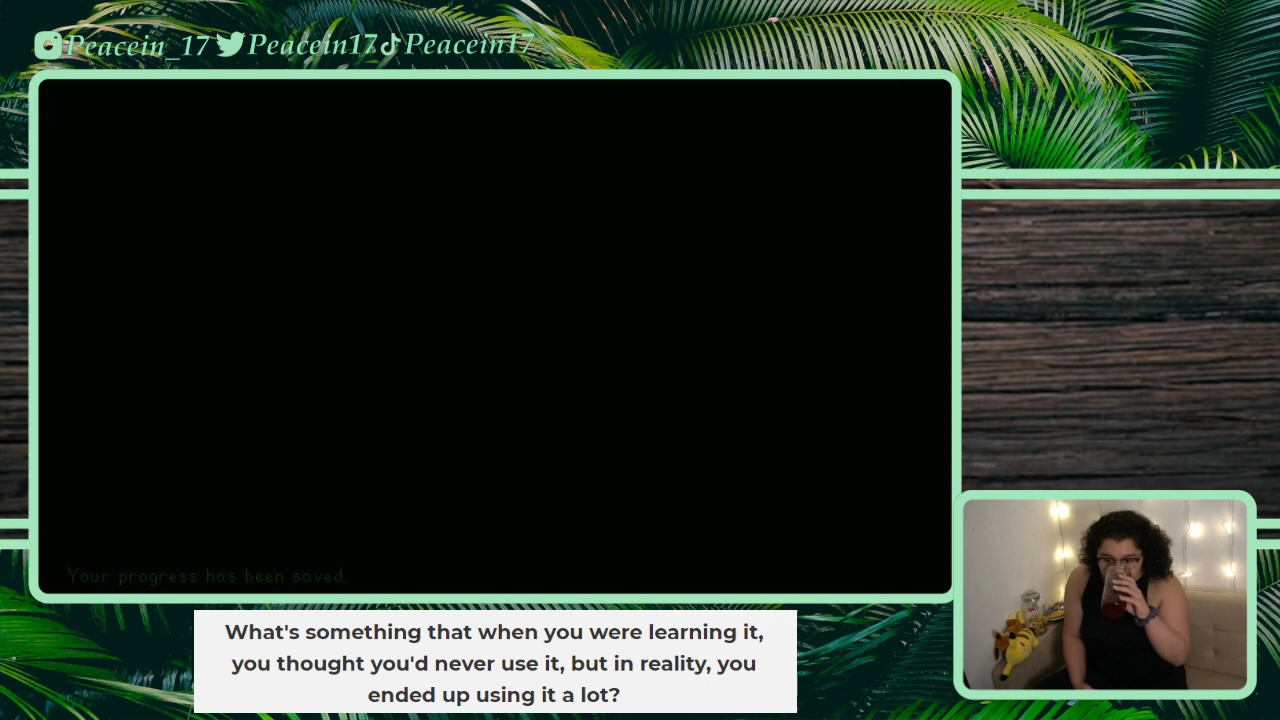 Peacein_17 Peacein17 Peacein17
Your progress has been saved.
What's something that when you were learning it,
you thought you'd never use it, but in reality, you
ended up using it a lot?